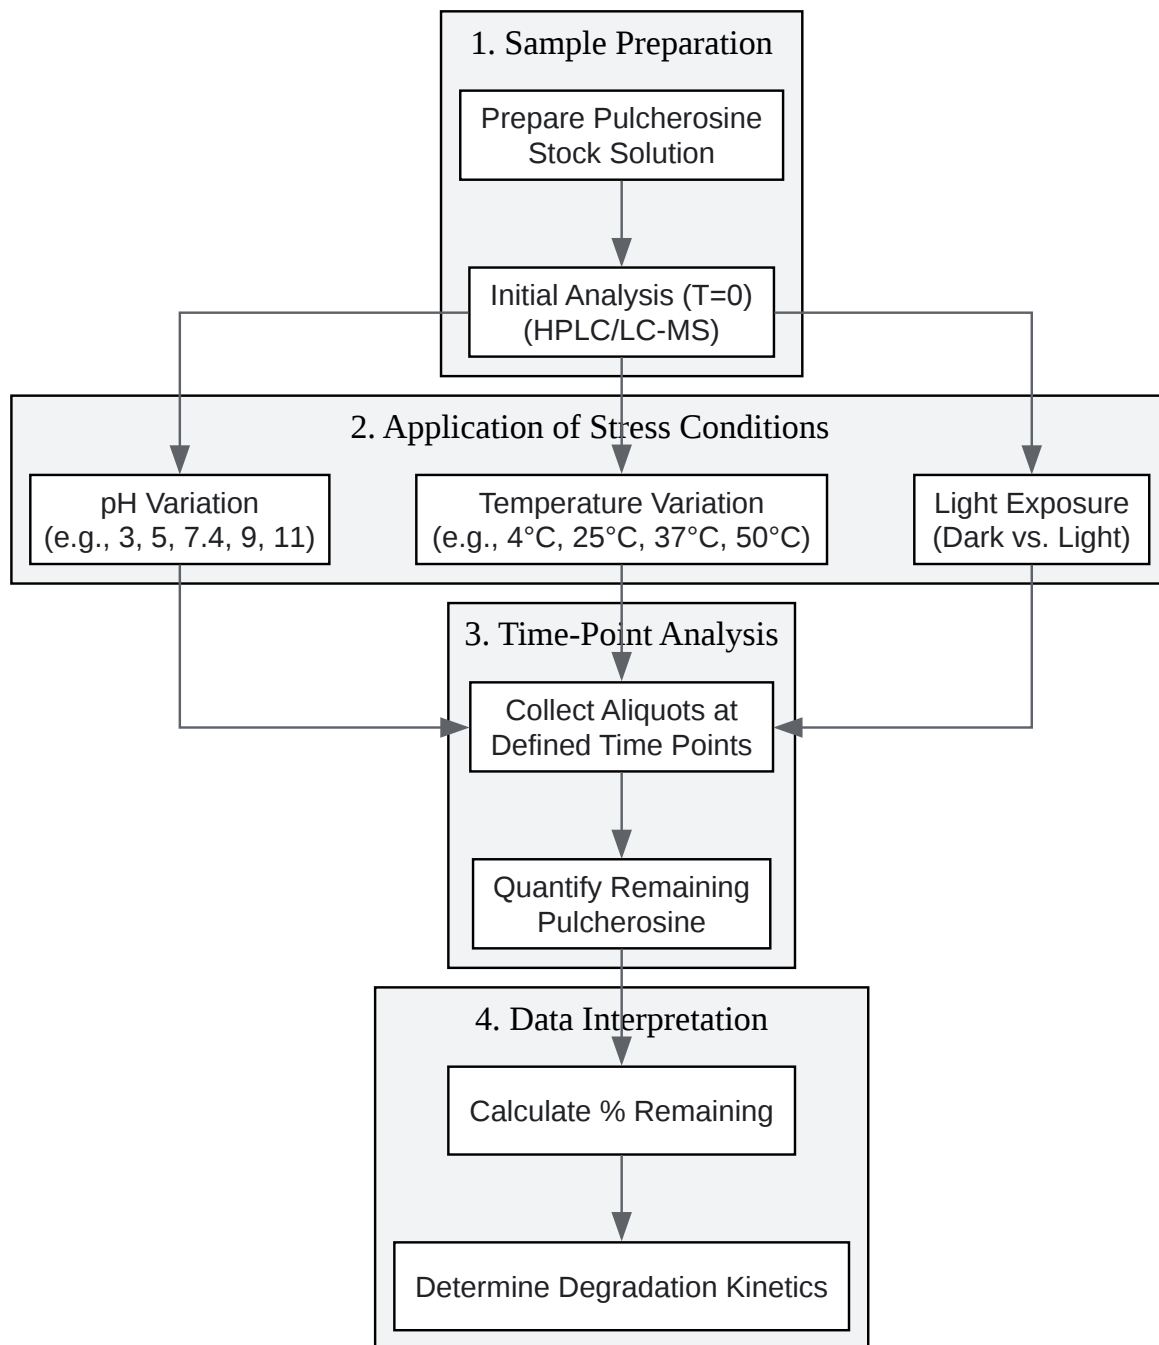 1. Sample Preparation
Prepare Pulcherosine
Stock Solution
Initial Analysis (T=0)
(HPLC/LC-MS)
2. Application of Stress Conditions
pH Variation
(e.g., 3, 5, 7.4, 9, 11)
Temperature Variation
(e.g., 4°C, 25°C, 37°C, 50°C)
Light Exposure
(Dark vs. Light)
3. Time-Point Analysis
Collect Aliquots at
Defined Time Points
Quantify Remaining
Pulcherosine
4. Data Interpretation
Calculate % Remaining
Determine Degradation Kinetics